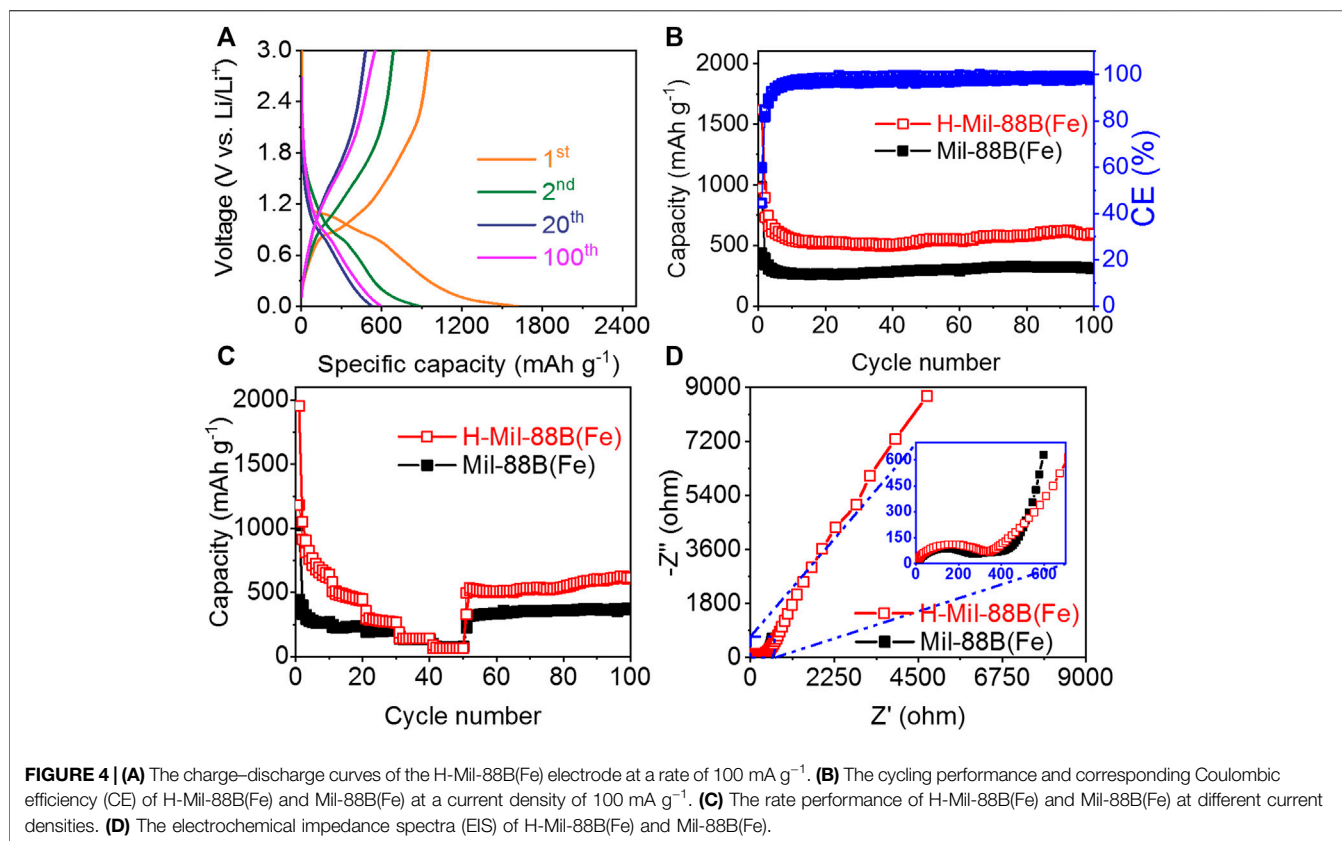 A
3.0
2.4
1.8
1.2
0.6
0.0
Voltage (V vs. Li/Li⁺)
1ˢᵗ
2ⁿᵈ
20ᵗʰ
100ᵗʰ
0 600 1200 1800 2400
Specific capacity (mAh g⁻¹)
B
2000
1500
1000
500
0
Capacity (mAh g⁻¹)
H-Mil-88B(Fe)
Mil-88B(Fe)
100
80
60
40
20
0
CE (%)
0 20 40 60 80 100
Cycle number
C
2000
1500
1000
500
0
Capacity (mAh g⁻¹)
H-Mil-88B(Fe)
Mil-88B(Fe)
0 20 40 60 80 100
Cycle number
D
9000
7200
5400
3600
1800
0
-Z" (ohm)
600
450
300
150
0
0 200 400 600
H-Mil-88B(Fe)
Mil-88B(Fe)
0 2250 4500 6750 9000
Z' (ohm)
FIGURE 4 | (A) The charge–discharge curves of the H-Mil-88B(Fe) electrode at a rate of 100 mA g⁻¹. (B) The cycling performance and corresponding Coulombic
efficiency (CE) of H-Mil-88B(Fe) and Mil-88B(Fe) at a current density of 100 mA g⁻¹. (C) The rate performance of H-Mil-88B(Fe) and Mil-88B(Fe) at different current
densities. (D) The electrochemical impedance spectra (EIS) of H-Mil-88B(Fe) and Mil-88B(Fe).